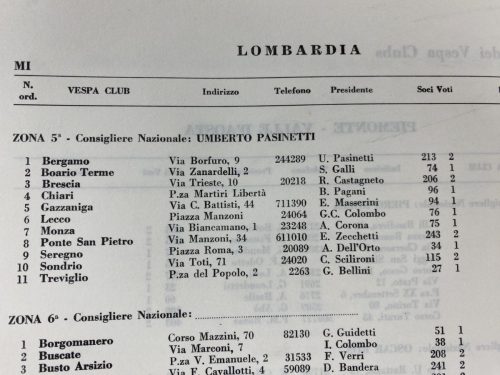 LOMBARDIA
MI
N. ord. VESPA CLUB Indirizzo Telefono Presidente Soci Voti
ZONA 5ª - Consigliere Nazionale: UMBERTO PASINETTI
1 Bergamo Via Borfuro, 9 244289 U. Pasinetti 213 2
2 Boario Terme Via Zanardelli, 2 S. Galli 74 1
3 Brescia Via Trieste, 10 20218 R. Castagneto 206 2
4 Chiari P.za Martiri Libertà B. Pagani 96 1
5 Gazzaniga Via C. Battisti, 44 711390 E. Masserini 94 1
6 Lecco Piazza Manzoni 24064 G.C. Colombo 76 1
7 Monza Via Biancamano, 1 23248 A. Corona 75 1
8 Ponte San Pietro Via Manzoni, 34 611010 E. Zecchetti 243 2
9 Seregno Piazza Roma, 3 20089 A. Dell'Orto 34 1
10 Sondrio Via Toti, 71 24020 C. Scilironi 115 2
11 Treviglio P.za del Popolo, 2 2263 G. Bellini 27 1
ZONA 6ª - Consigliere Nazionale:
1 Borgomanero Corso Mazzini, 70 82130 G. Guidetti 51 1
2 Buscate Via Marconi, 7 I. Colombo 38 1
3 Busto Arsizio P.za V. Emanuele, 2 31533 F. Verri 208 2
Via F. Cavallotti, 4 59039 D. Bandera 241 2